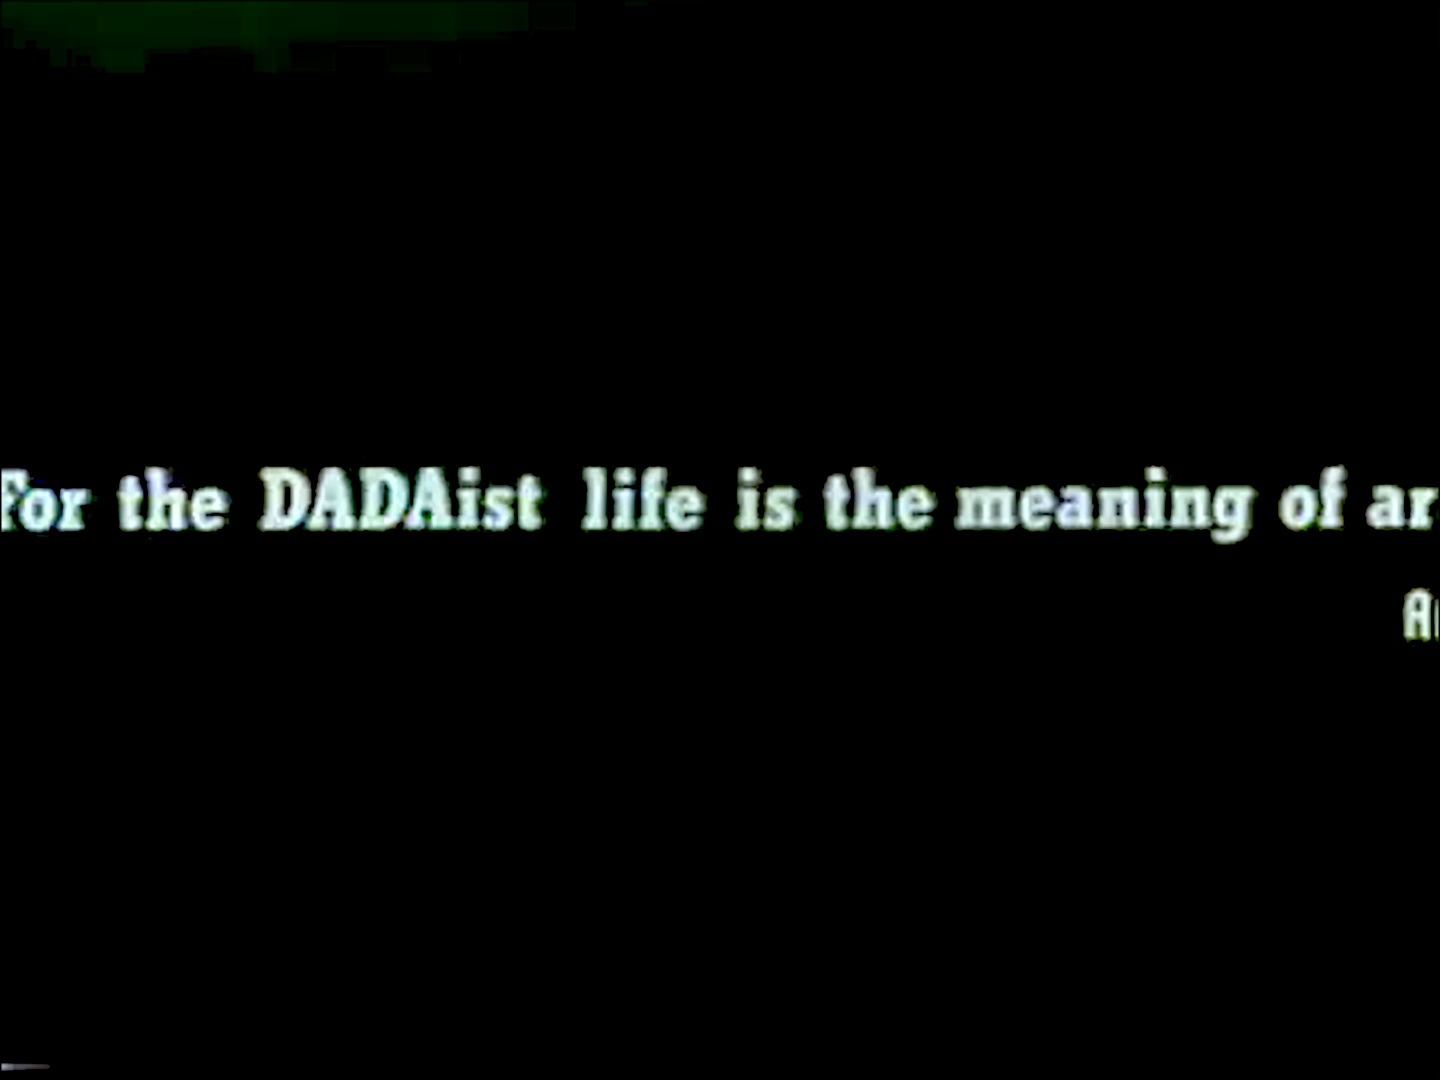 For the DADAist life is the meaning of ar
A